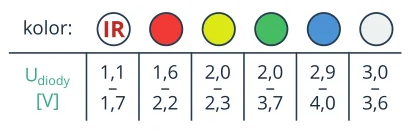 kolor: IR
U diody [V] 1,1 – 1,7 1,6 – 2,2 2,0 – 2,3 2,0 – 3,7 2,9 – 4,0 3,0 – 3,6